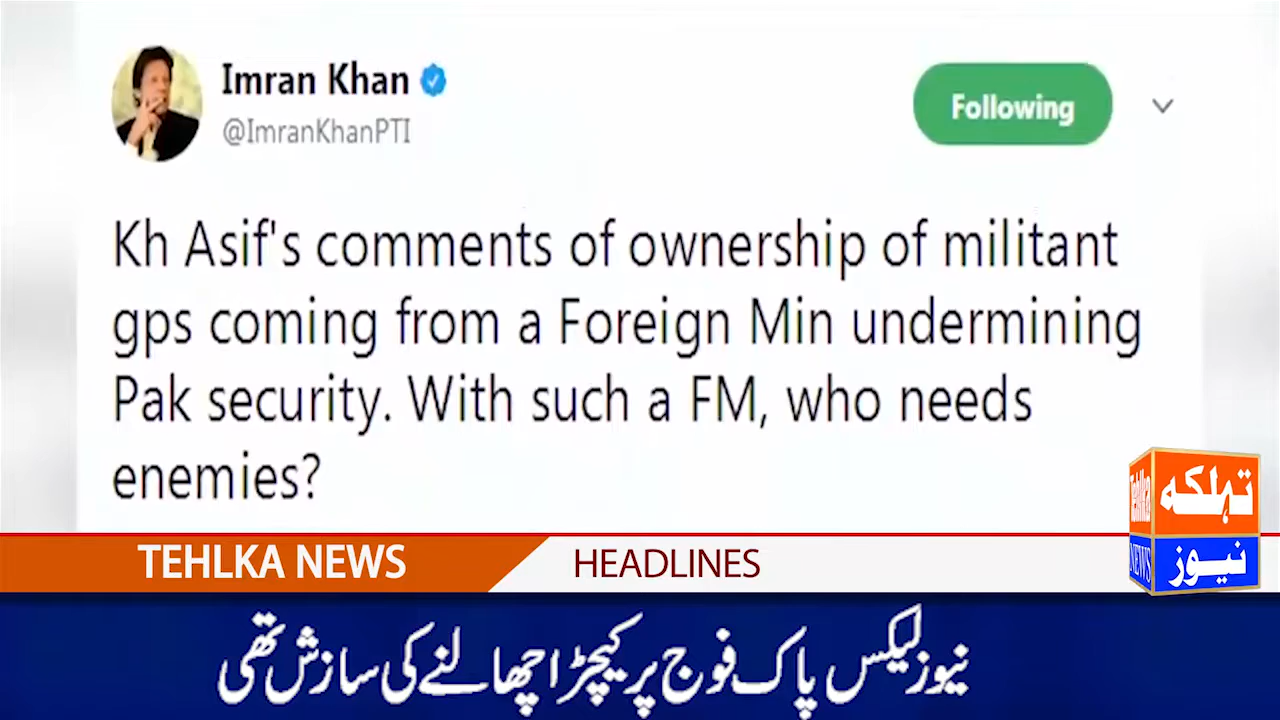 Imran Khan
@ImranKhanPTI
Following
Kh Asif's comments of ownership of militant
gps coming from a Foreign Min undermining
Pak security. With such a FM, who needs
enemies?
Tehlka
تہلکہ
NEWS
نیوز
TEHLKA NEWS
HEADLINES
نیوز لیکس پاک فوج پر کیچڑ اچھالنے کی سازش تھی